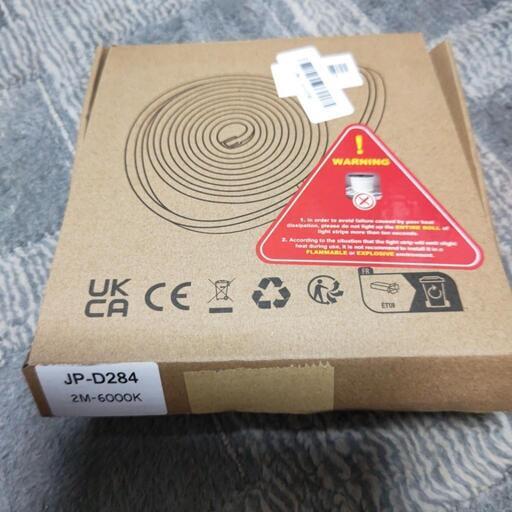 !
WARNING
1. In order to avoid failure caused by poor heat
dissipation, please do not light up the ENTIRE ROLL of
light stripe more than ten seconds.
2. According to the situation that the light strip will emit slight
heat during use, it is not recommend to install it in a
FLAMMABLE or EXPLOSIVE environment.
UK
CA
CE
FR
ÉTUI
JP-D284
2M-6000K